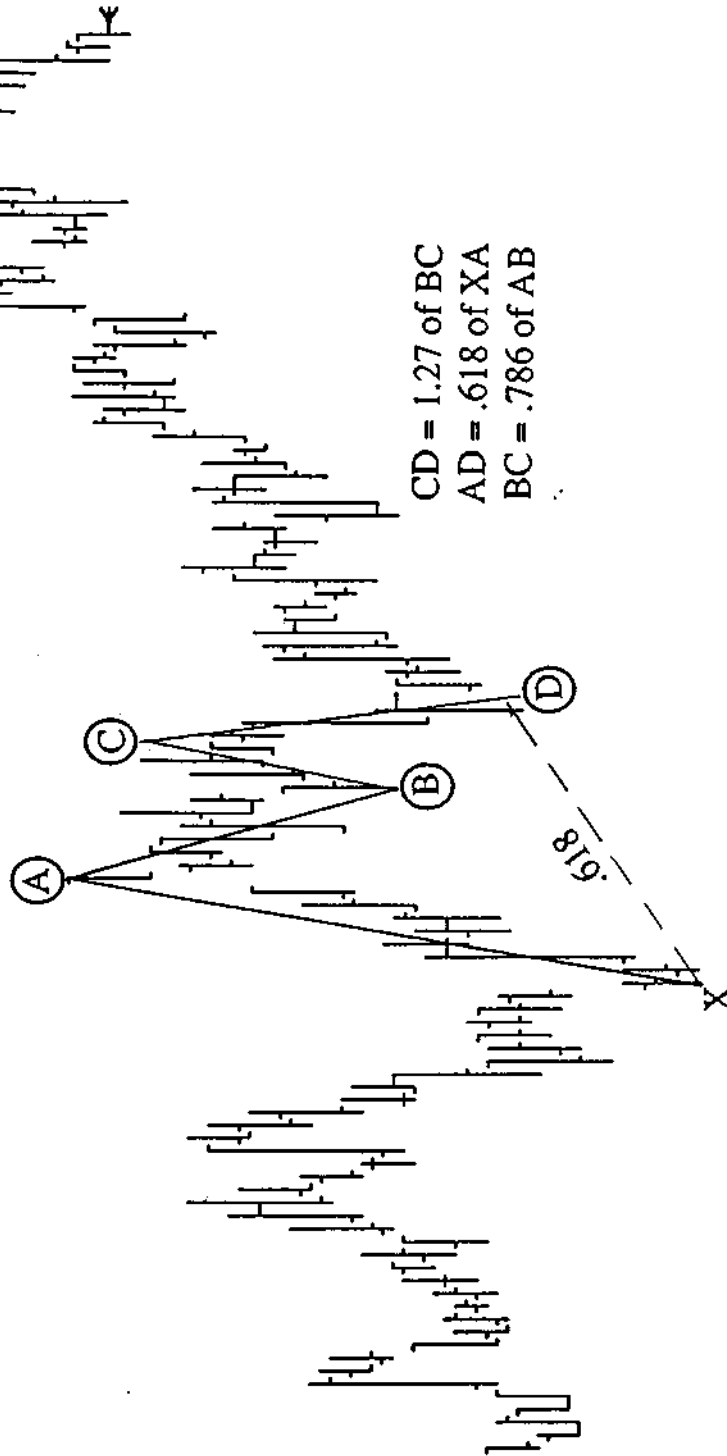 A
C
B
D
X
.618
CD = 1.27 of BC
AD = .618 of XA
BC = .786 of AB